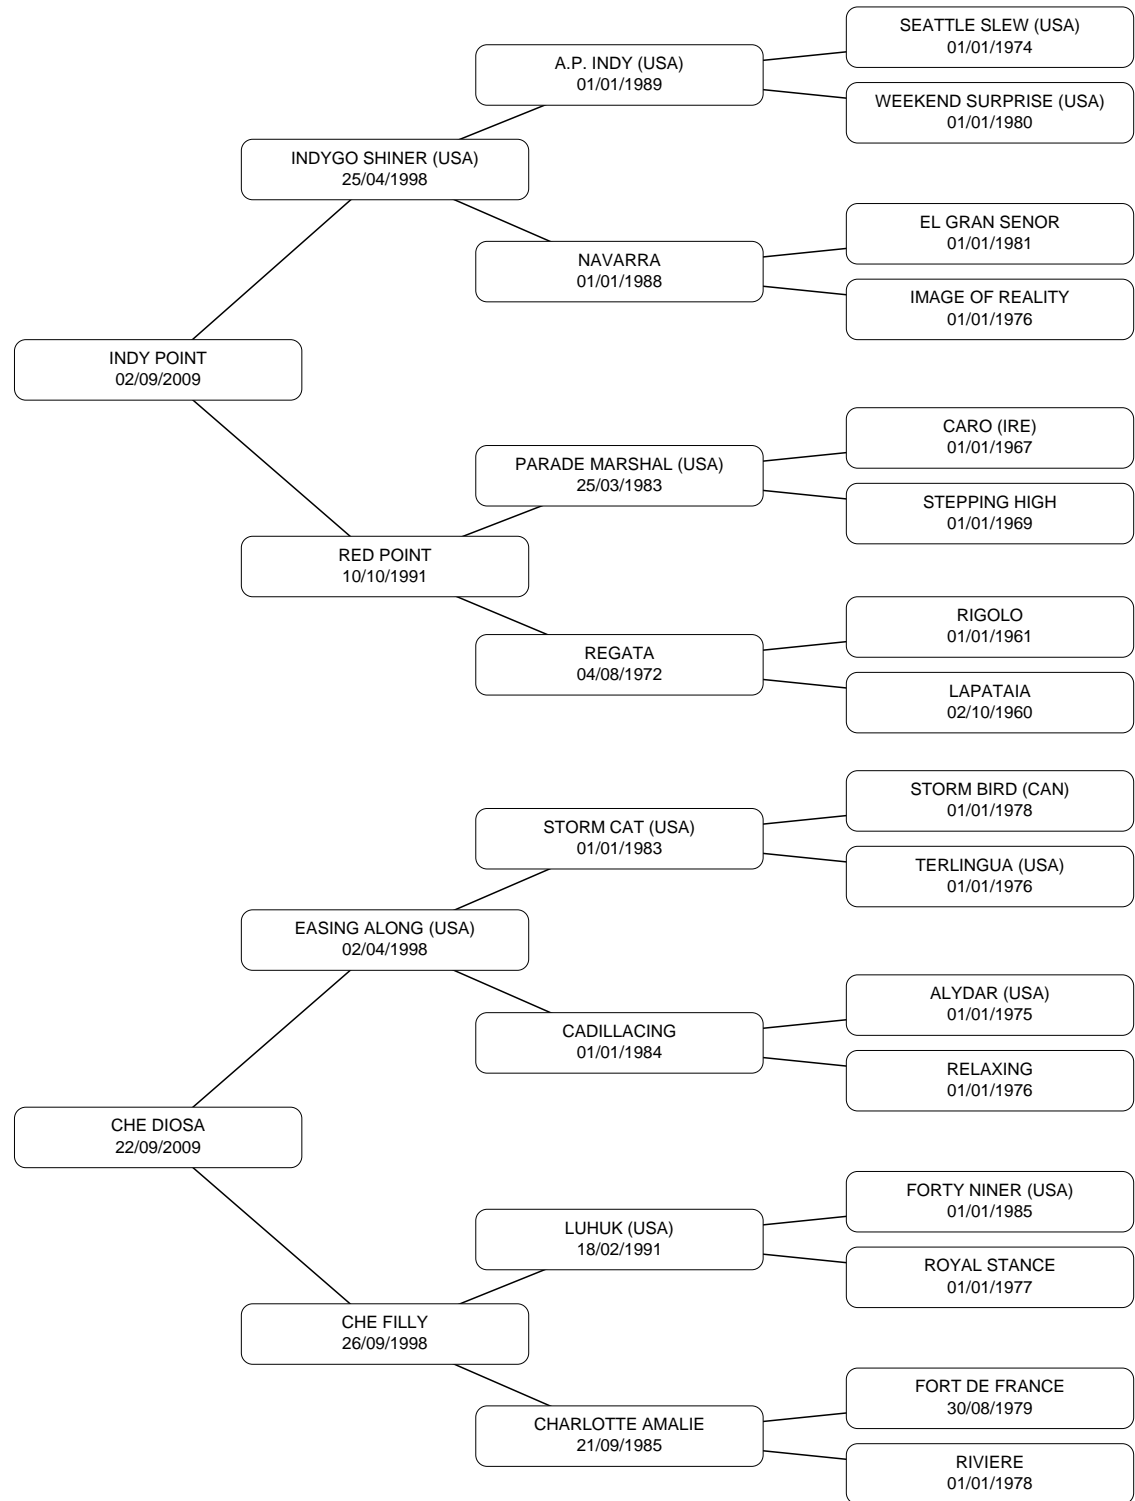 SEATTLE SLEW (USA)
01/01/1974
A.P. INDY (USA)
01/01/1989
WEEKEND SURPRISE (USA)
01/01/1980
INDYGO SHINER (USA)
25/04/1998
EL GRAN SENOR
01/01/1981
NAVARRA
01/01/1988
IMAGE OF REALITY
01/01/1976
INDY POINT
02/09/2009
CARO (IRE)
01/01/1967
PARADE MARSHAL (USA)
25/03/1983
STEPPING HIGH
01/01/1969
RED POINT
10/10/1991
RIGOLO
01/01/1961
REGATA
04/08/1972
LAPATAIA
02/10/1960
STORM BIRD (CAN)
01/01/1978
STORM CAT (USA)
01/01/1983
TERLINGUA (USA)
01/01/1976
EASING ALONG (USA)
02/04/1998
ALYDAR (USA)
01/01/1975
CADILLACING
01/01/1984
RELAXING
01/01/1976
CHE DIOSA
22/09/2009
FORTY NINER (USA)
01/01/1985
LUHUK (USA)
18/02/1991
ROYAL STANCE
01/01/1977
CHE FILLY
26/09/1998
FORT DE FRANCE
30/08/1979
CHARLOTTE AMALIE
21/09/1985
RIVIERE
01/01/1978